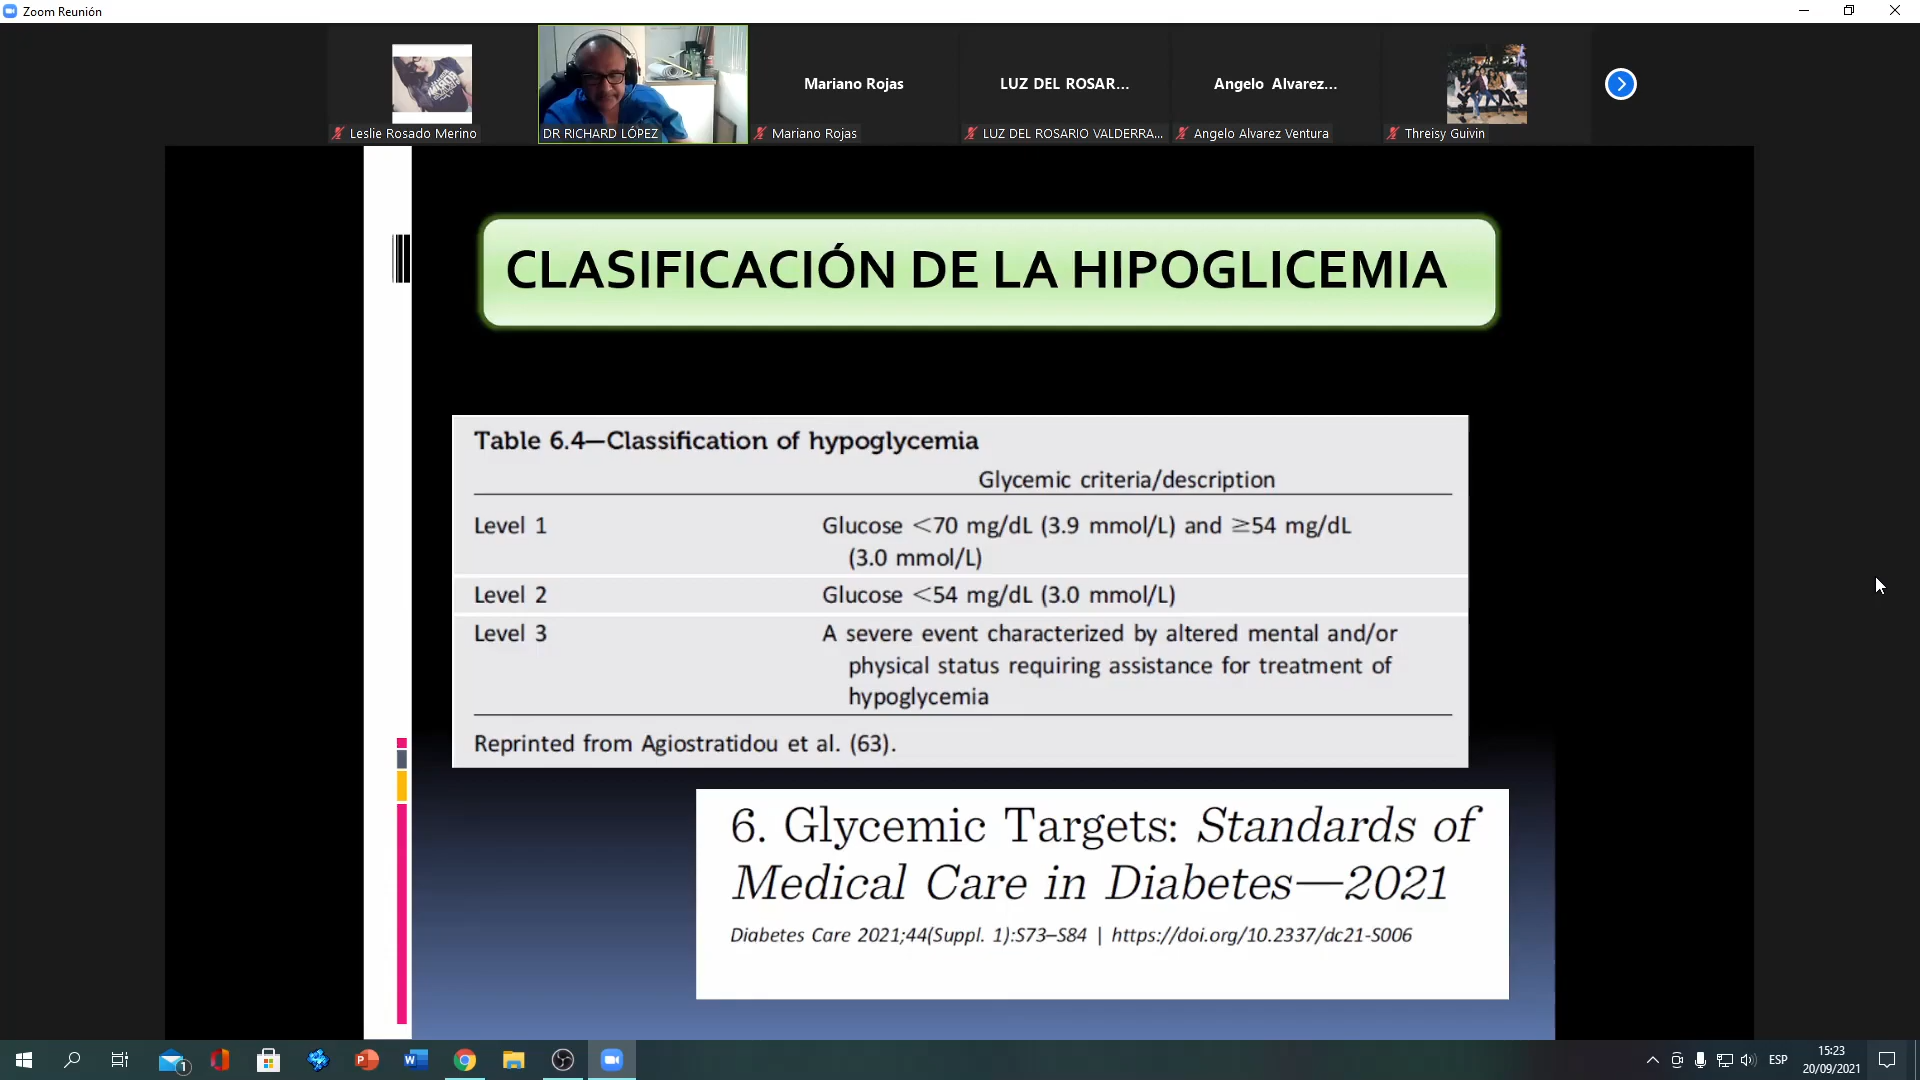 Zoom Reunión
Mariano Rojas
LUZ DEL ROSAR...
Angelo Alvarez...
Leslie Rosado Merino
DR RICHARD LÓPEZ
Mariano Rojas
LUZ DEL ROSARIO VALDERRA...
Angelo Alvarez Ventura
Threisy Guivin
CLASIFICACIÓN DE LA HIPOGLICEMIA
Table 6.4—Classification of hypoglycemia
Glycemic criteria/description
Level 1 Glucose <70 mg/dL (3.9 mmol/L) and ≥54 mg/dL
(3.0 mmol/L)
Level 2 Glucose <54 mg/dL (3.0 mmol/L)
Level 3 A severe event characterized by altered mental and/or
physical status requiring assistance for treatment of
hypoglycemia
Reprinted from Agiostratidou et al. (63).
6. Glycemic Targets: Standards of
Medical Care in Diabetes—2021
Diabetes Care 2021;44(Suppl. 1):S73–S84 | https://doi.org/10.2337/dc21-S006
1
ESP
15:23
20/09/2021